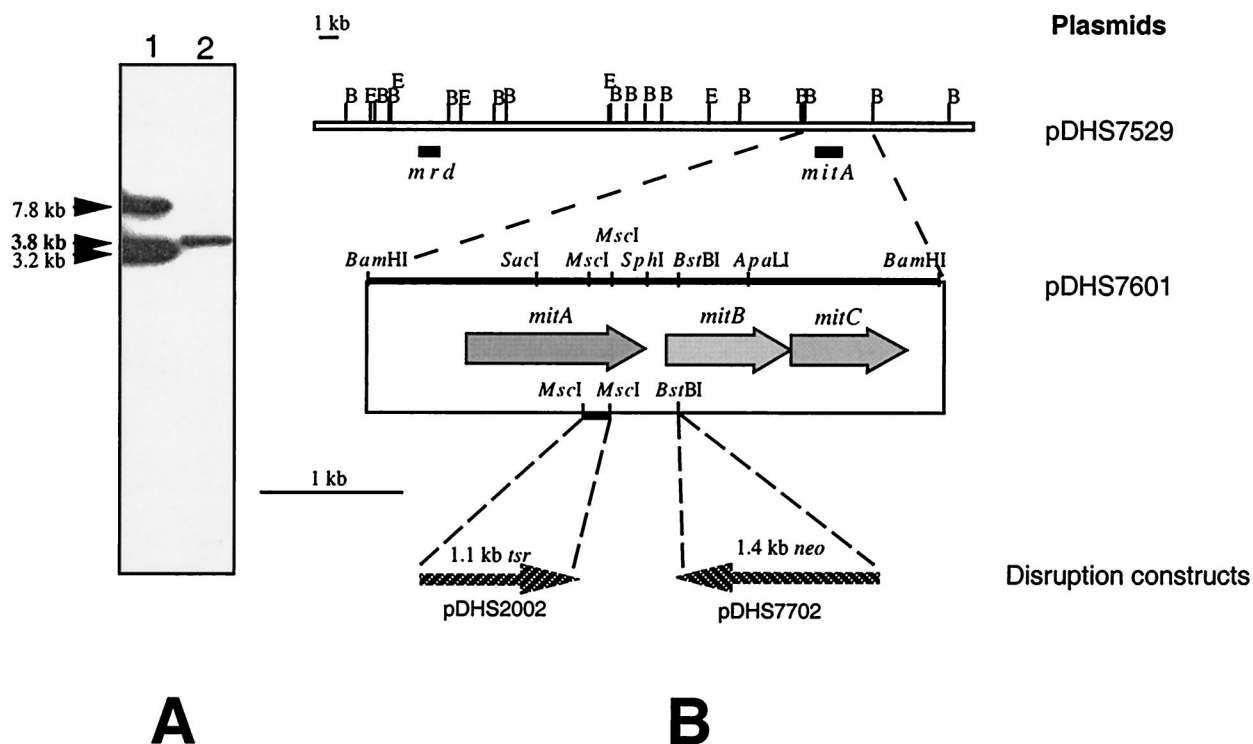 1 2
7.8 kb
3.8 kb
3.2 kb
A
1 kb
Plasmids
B E B B E B E B B E B B B B E B E B B B
pDHS7529
mrd mitA
MscI
BamHI SacI MscI SphI BstBI ApaLI BamHI
pDHS7601
mitA mitB mitC
MscI MscI BstBI
1 kb
1.1 kb tsr 1.4 kb neo
pDHS2002 pDHS7702
Disruption constructs
B